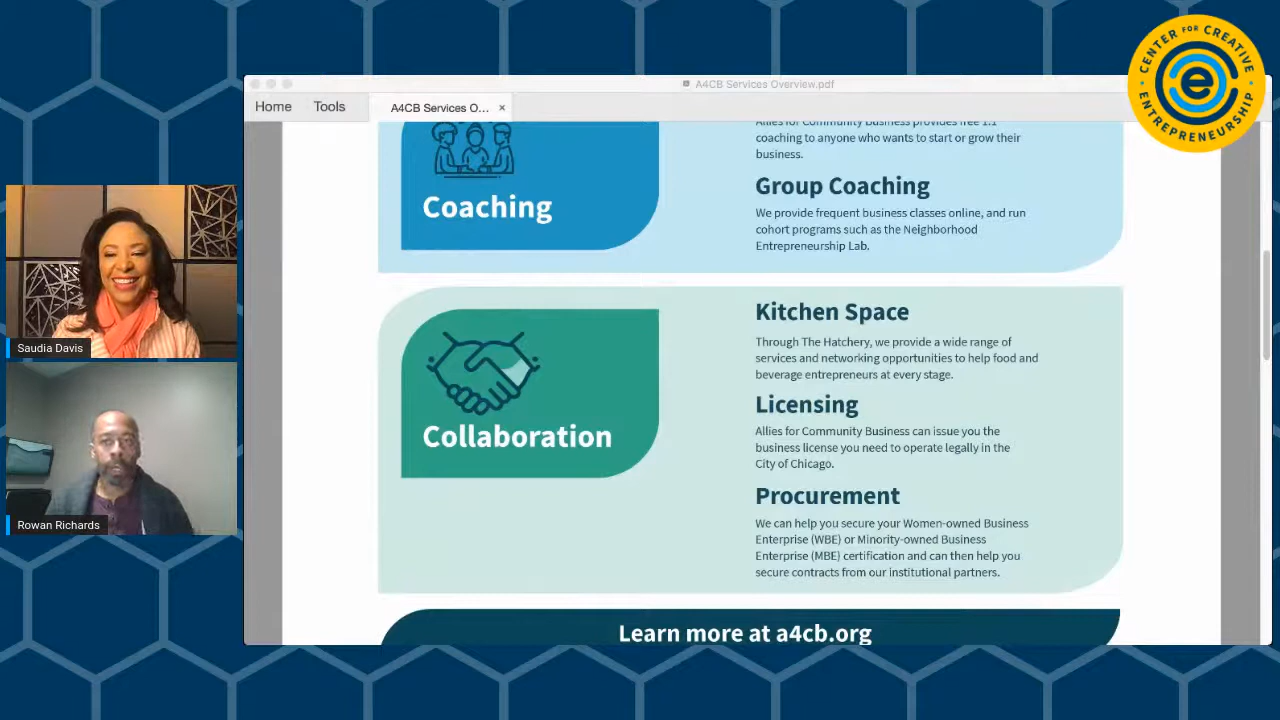 CENTER FOR CREATIVE
ENTREPRENEURSHIP
e
A4CB Services Overview.pdf
Home
Tools
A4CB Services O...
×
Allies for Community Business provides free 1:1
coaching to anyone who wants to start or grow their
business.
Coaching
Group Coaching
We provide frequent business classes online, and run
cohort programs such as the Neighborhood
Entrepreneurship Lab.
Kitchen Space
Through The Hatchery, we provide a wide range of
services and networking opportunities to help food and
beverage entrepreneurs at every stage.
Collaboration
Licensing
Allies for Community Business can issue you the
business license you need to operate legally in the
City of Chicago.
Procurement
We can help you secure your Women-owned Business
Enterprise (WBE) or Minority-owned Business
Enterprise (MBE) certification and can then help you
secure contracts from our institutional partners.
Learn more at a4cb.org
Saudia Davis
Rowan Richards